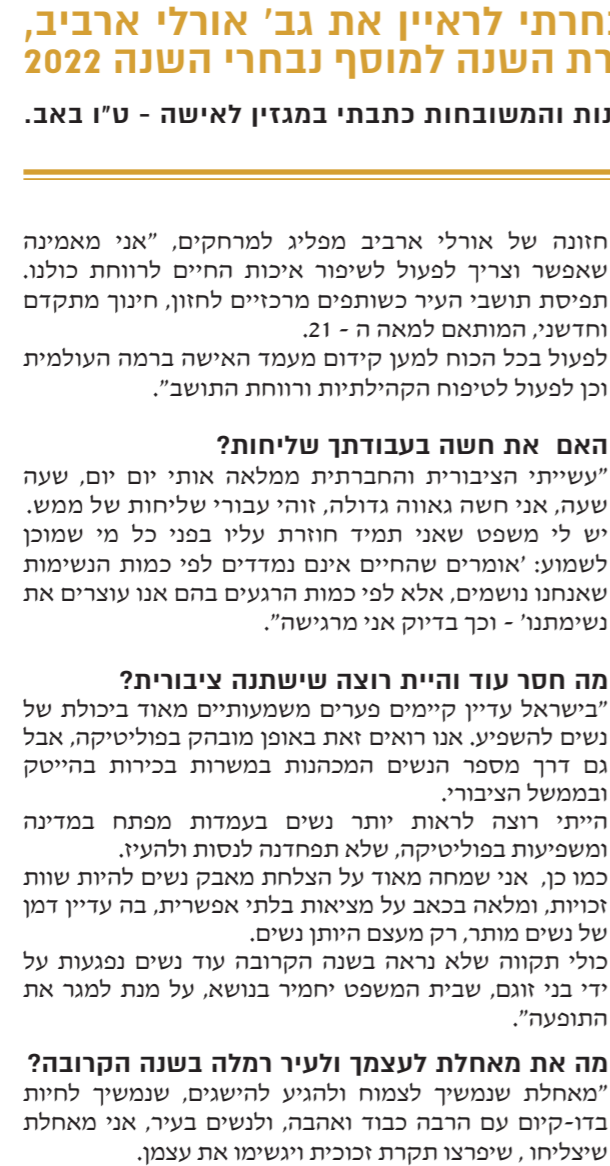 בחרתי לראיין את גב' אורלי ארביב,
רת השנה למוסף נבחרי השנה 2022
נות והמשובחות כתבתי במגזין לאישה - ט"ו באב.
חזונה של אורלי ארביב מפליג למרחקים, "אני מאמינה
שאפשר וצריך לפעול לשיפור איכות החיים לרווחת כולנו.
תפיסת תושבי העיר כשותפים מרכזיים לחזון, חינוך מתקדם
וחדשני, המותאם למאה ה - 21.
לפעול בכל הכוח למען קידום מעמד האישה ברמה העולמית
וכן לפעול לטיפוח הקהילתיות ורווחת התושב".
האם את חשה בעבודתך שליחות?
"עשייתי הציבורית והחברתית ממלאה אותי יום יום, שעה
שעה, אני חשה גאווה גדולה, זוהי עבורי שליחות של ממש.
יש לי משפט שאני תמיד חוזרת עליו בפני כל מי שמוכן
לשמוע: 'אומרים שהחיים אינם נמדדים לפי כמות הנשימות
שאנחנו נושמים, אלא לפי כמות הרגעים בהם אנו עוצרים את
נשימתנו' - וכך בדיוק אני מרגישה".
מה חסר עוד והיית רוצה שישתנה ציבורית?
"בישראל עדיין קיימים פערים משמעותיים מאוד ביכולת של
נשים להשפיע. אנו רואים זאת באופן מובהק בפוליטיקה, אבל
גם דרך מספר הנשים המכהנות במשרות בכירות בהייטק
ובממשל הציבורי.
הייתי רוצה לראות יותר נשים בעמדות מפתח במדינה
ומשפיעות בפוליטיקה, שלא תפחדנה לנסות ולהעיז.
כמו כן, אני שמחה מאוד על הצלחת מאבק נשים להיות שוות
זכויות, ומלאה בכאב על מציאות בלתי אפשרית, בה עדיין דמן
של נשים מותר, רק מעצם היותן נשים.
כולי תקווה שלא נראה בשנה הקרובה עוד נשים נפגעות על
ידי בני זוגם, שבית המשפט יחמיר בנושא, על מנת למגר את
התופעה".
מה את מאחלת לעצמך ולעיר רמלה בשנה הקרובה?
"מאחלת שנמשיך לצמוח ולהגיע להישגים, שנמשיך לחיות
בדו-קיום עם הרבה כבוד ואהבה, ולנשים בעיר, אני מאחלת
שיצליחו , שיפרצו תקרת זכוכית ויגשימו את עצמן.